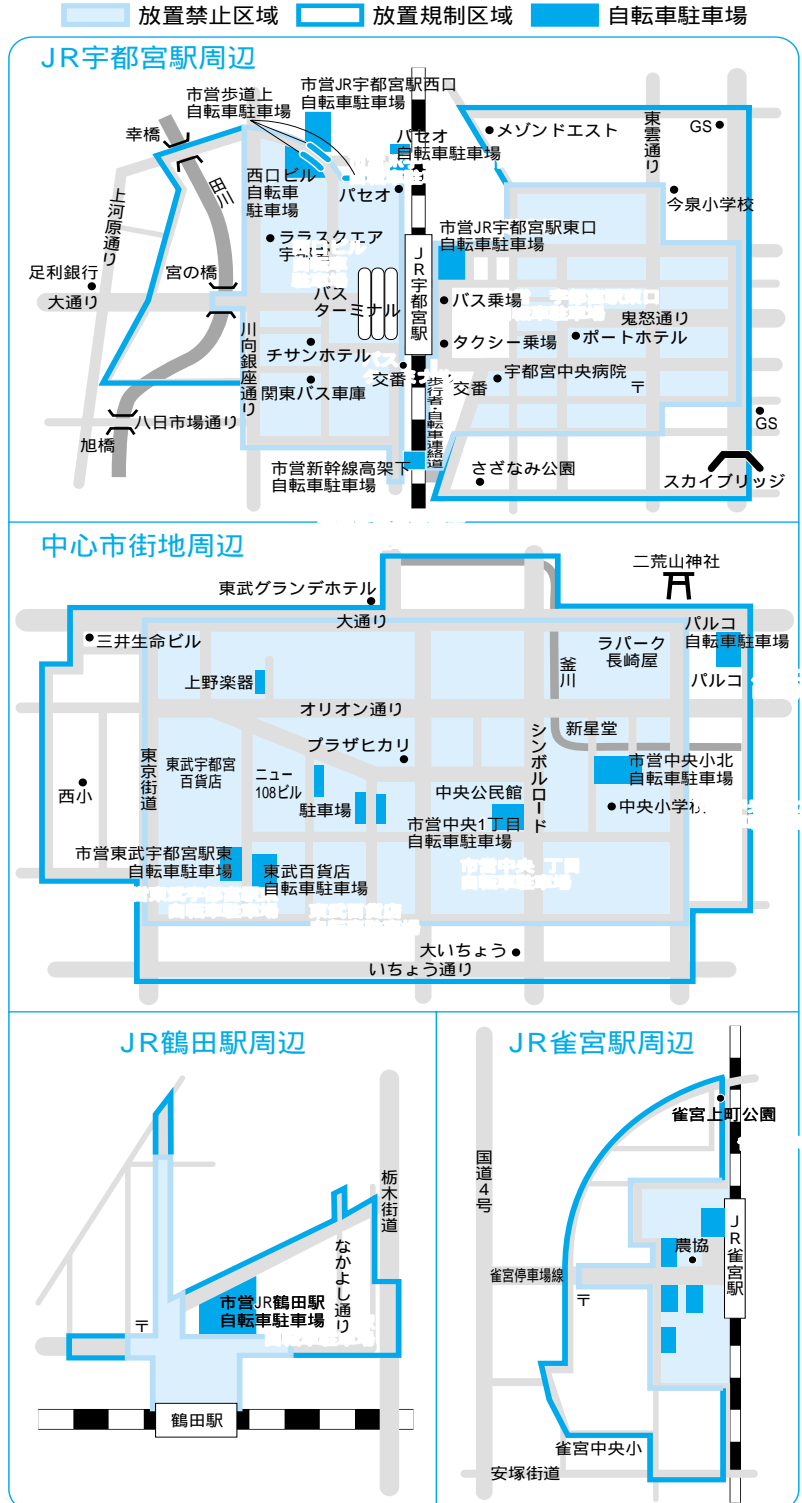 放置禁止区域
放置規制区域
自転車駐車場
JR宇都宮駅周辺
市営歩道上
自転車駐車場
市営JR宇都宮駅西口
自転車駐車場
幸橋
田川
上河原通り
西口ビル
自転車
駐車場
パセオ
自転車駐車場
パセオ
メゾンドエスト
東雲通り
GS
今泉小学校
市営JR宇都宮駅東口
自転車駐車場
ララスクエア
宇都宮
足利銀行
大通り
宮の橋
バス
ターミナル
JR宇都宮駅
バス乗場
鬼怒通り
タクシー乗場
ポートホテル
川向銀座通り
チサンホテル
関東バス車庫
交番
交番
宇都宮中央病院
〒
歩行者・自転車連絡道
八日市場通り
旭橋
市営新幹線高架下
自転車駐車場
さざなみ公園
GS
スカイブリッジ
中心市街地周辺
東武グランデホテル
大通り
二荒山神社
三井生命ビル
上野楽器
釜川
ラパーク
長崎屋
パルコ
自転車駐車場
パルコ
オリオン通り
東京街道
東武宇都宮
百貨店
ニュー
108ビル
プラザヒカリ
駐車場
シンボルロード
新星堂
市営中央小北
自転車駐車場
中央小学校
西小
中央公民館
市営中央1丁目
自転車駐車場
市営東武宇都宮駅東
自転車駐車場
東武百貨店
自転車駐車場
市営中央 丁目
自転車駐車場
大いちょう
いちょう通り
JR鶴田駅周辺
栃木街道
なかよし通り
市営JR鶴田駅
自転車駐車場
〒
鶴田駅
JR雀宮駅周辺
雀宮上町公園
国道4号
農協
JR雀宮駅
雀宮停車場線
〒
雀宮中央小
安塚街道